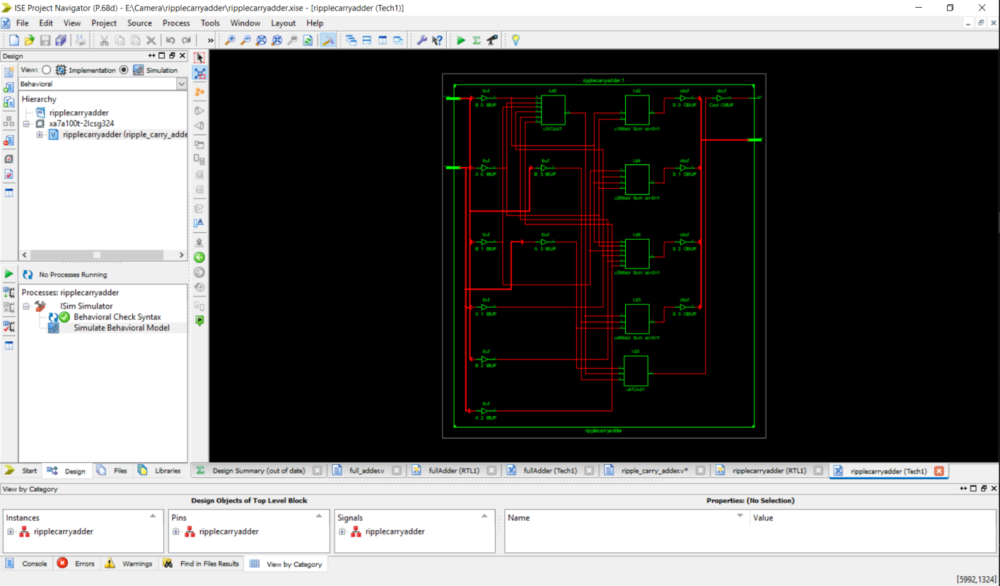 ISE Project Navigator (P.68d) - E:\Camera\ripplecarryadder\ripplecarryadder.xise - [ripplecarryadder (Tech1)]
File Edit View Project Source Process Tools Window Layout Help
Design
View: Implementation Simulation
Behavioral
Hierarchy
ripplecarryadder
xa7a100t-2Icsg324
ripplecarryadder (ripple_carry_adde
No Processes Running
Processes: ripplecarryadder
ISim Simulator
Behavioral Check Syntax
Simulate Behavioral Model
ripplecarryadder:1
ibuf lut6 lut2 obuf obuf
B 0 IBUF S 0 OBUF Cout OBUF
u3/Cout1 u1/Mxor Sum xo<0>1
ibuf ibuf lut4 obuf
A 0 IBUF B 3 IBUF S 1 OBUF
u2/Mxor Sum xo<0>1
ibuf ibuf lut6 obuf
B 1 IBUF A 3 IBUF S 2 OBUF
u3/Mxor Sum xo<0>1
ibuf lut3 obuf
A 1 IBUF S 3 OBUF
u4/Mxor Sum xo<0>1
ibuf lut3
B 2 IBUF
u4/Cout1
ibuf
A 2 IBUF
ripplecarryadder
Start Design Files Libraries
Design Summary (out of date) full_adder.v fullAdder (RTL1) fullAdder (Tech1) ripple_carry_adder.v* ripplecarryadder (RTL1) ripplecarryadder (Tech1)
View by Category
Design Objects of Top Level Block Properties: (No Selection)
Instances Pins Signals Name Value
ripplecarryadder ripplecarryadder ripplecarryadder
Console Errors Warnings Find in Files Results View by Category
[5992,1324]